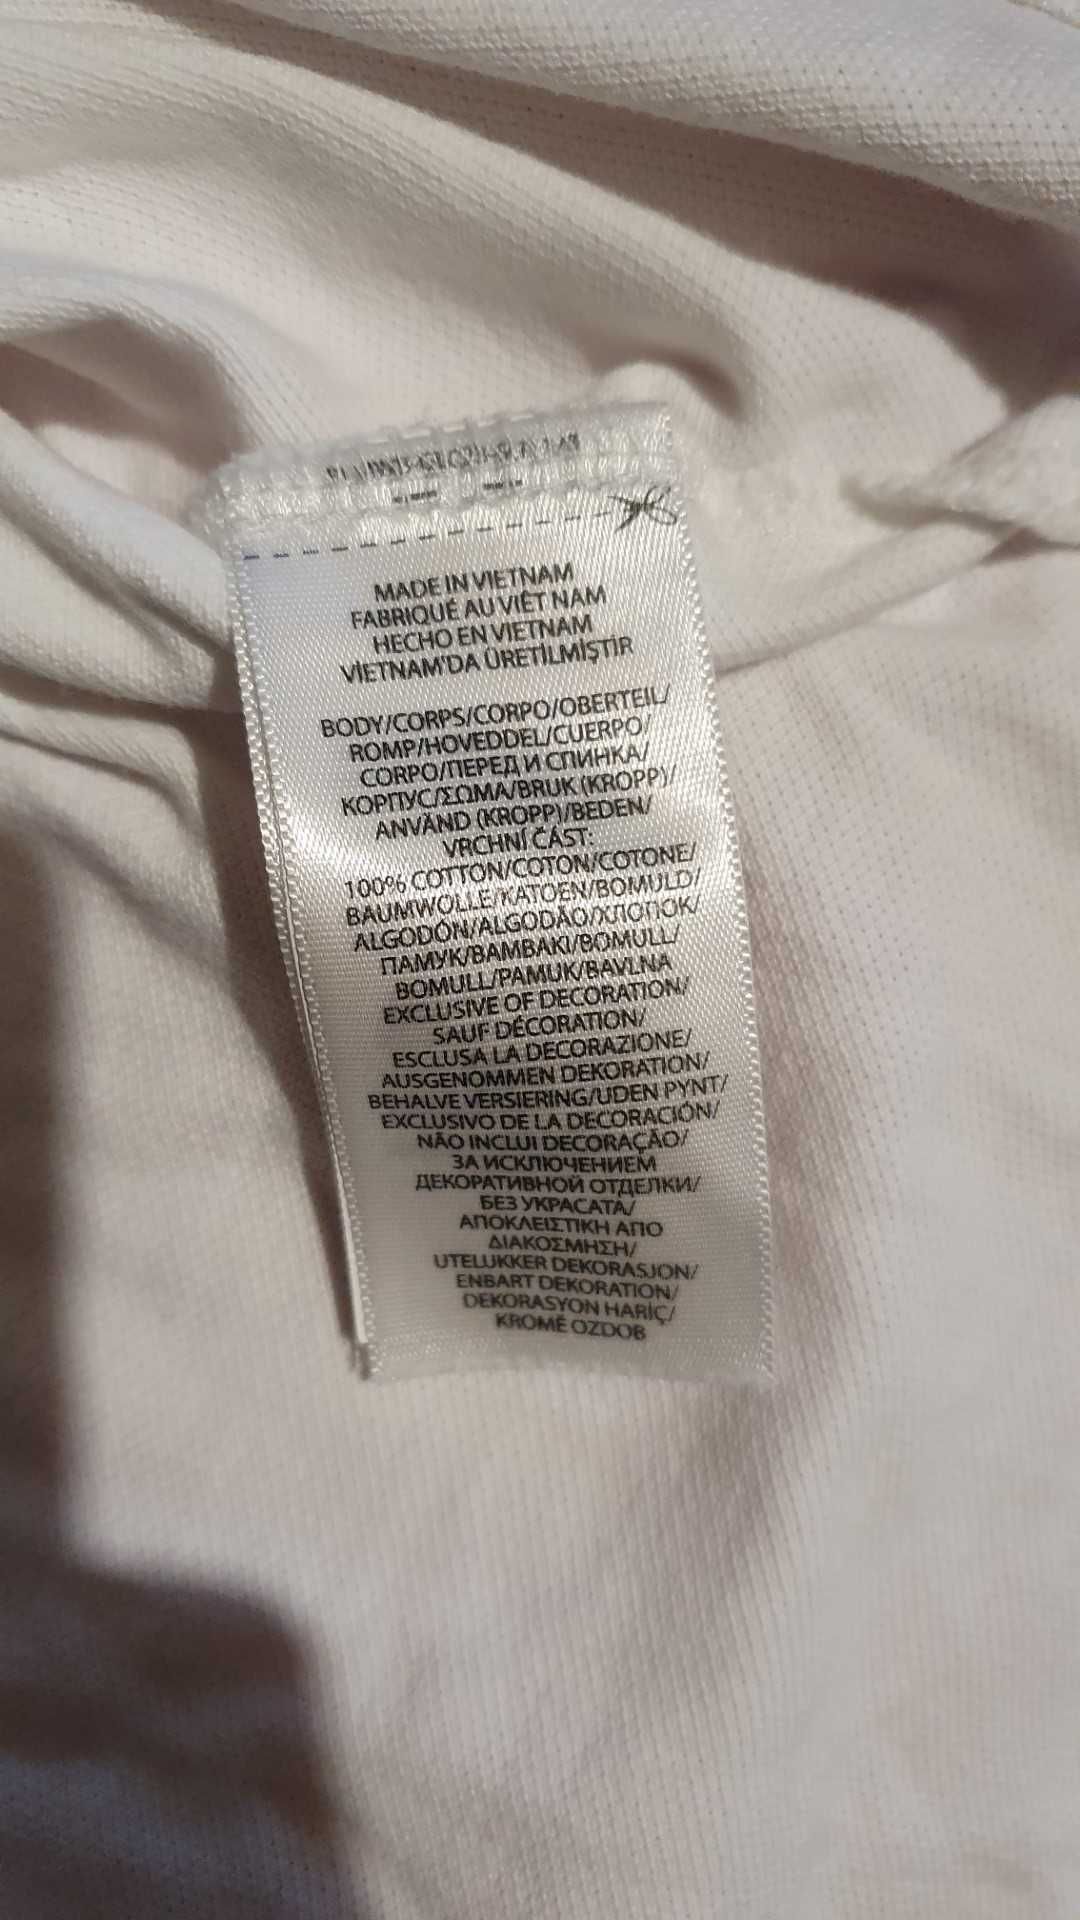 MADE IN VIETNAM
FABRIQUÉ AU VIÊT NAM
HECHO EN VIETNAM
VİETNAM'DA ÜRETİLMİŞTİR
BODY/CORPS/CORPO/OBERTEIL/
ROMP/HOVEDDEL/CUERPO/
CORPO/ПЕРЕД И СПИНКА/
КОРПУС/ΣΩΜΑ/BRUK (KROPP)/
ANVÄND (KROPP)/BEDEN/
VRCHNÍ ČÁST:
100% COTTON/COTON/COTONE/
BAUMWOLLE/KATOEN/BOMULD/
ALGODÓN/ALGODÃO/ХЛОПОК/
ПАМУК/ΒΑΜΒΑΚΙ/BOMULL/
BOMULL/PAMUK/BAVLNA
EXCLUSIVE OF DECORATION/
SAUF DÉCORATION/
ESCLUSA LA DECORAZIONE/
AUSGENOMMEN DEKORATION/
BEHALVE VERSIERING/UDEN PYNT/
EXCLUSIVO DE LA DECORACIÓN/
NÃO INCLUI DECORAÇÃO/
ЗА ИСКЛЮЧЕНИЕМ
ДЕКОРАТИВНОЙ ОТДЕЛКИ/
БЕЗ УКРАСАТА/
ΑΠΟΚΛΕΙΣΤΙΚΗ ΑΠΟ
ΔΙΑΚΟΣΜΗΣΗ/
UTELUKKER DEKORASJON/
ENBART DEKORATION/
DEKORASYON HARİÇ/
KROMĚ OZDOB